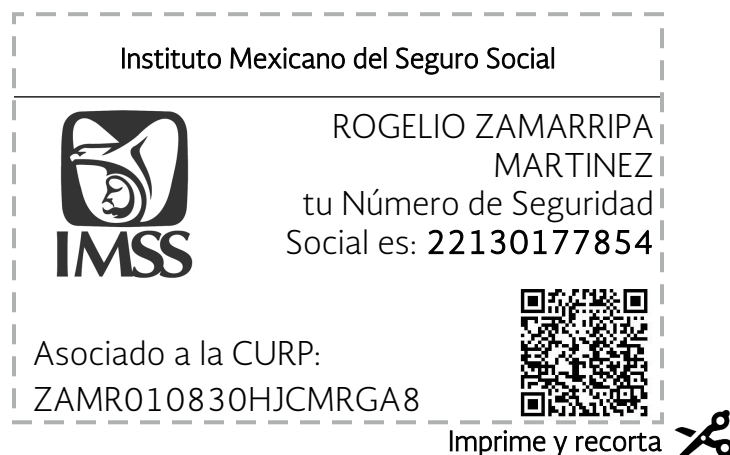 Instituto Mexicano del Seguro Social
ROGELIO ZAMARRIPA
MARTINEZ
tu Número de Seguridad
Social es: 22130177854
IMSS
Asociado a la CURP:
ZAMR010830HJCMRGA8
Imprime y recorta